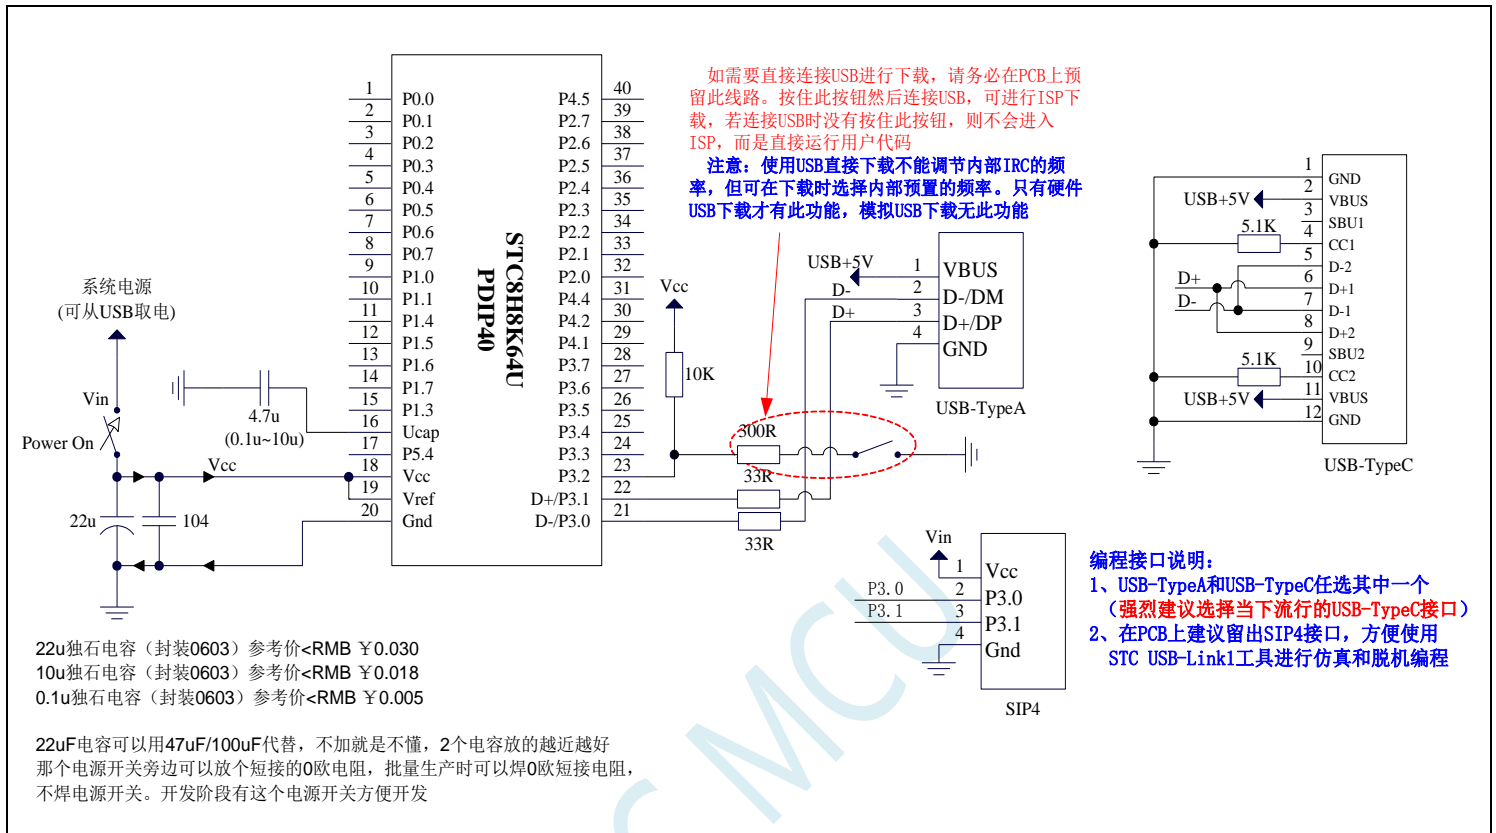 如需要直接连接USB进行下载，请务必在PCB上预
留此线路。按住此按钮然后连接USB，可进行ISP下
载，若连接USB时没有按住此按钮，则不会进入
ISP，而是直接运行用户代码
注意：使用USB直接下载不能调节内部IRC的频
率，但可在下载时选择内部预置的频率。只有硬件
USB下载才有此功能，模拟USB下载无此功能
1 P0.0
2 P0.1
3 P0.2
4 P0.3
5 P0.4
6 P0.5
7 P0.6
8 P0.7
9 P1.0
10 P1.1
11 P1.4
12 P1.5
13 P1.6
14 P1.7
15 P1.3
16 Ucap
17 P5.4
18 Vcc
19 Vref
20 Gnd
STC8H8K64U
PDIP40
P4.5 40
P2.7 39
P2.6 38
P2.5 37
P2.4 36
P2.3 35
P2.2 34
P2.1 33
P2.0 32
P4.4 31
P4.2 30
P4.1 29
P3.7 28
P3.6 27
P3.5 26
P3.4 25
P3.3 24
P3.2 23
D+/P3.1 22
D-/P3.0 21
系统电源
(可从USB取电)
Vin
Power On
Vcc
4.7u
(0.1u~10u)
22u
104
Vcc
10K
300R
33R
33R
USB+5V
D-
D+
1 VBUS
2 D-/DM
3 D+/DP
4 GND
USB-TypeA
1 GND
2 VBUS
3 SBU1
4 CC1
5 D-2
6 D+1
7 D-1
8 D+2
9 SBU2
10 CC2
11 VBUS
12 GND
USB+5V
5.1K
D+
D-
5.1K
USB+5V
USB-TypeC
Vin
P3.0
P3.1
1 Vcc
2 P3.0
3 P3.1
4 Gnd
SIP4
编程接口说明：
1、USB-TypeA和USB-TypeC任选其中一个
（强烈建议选择当下流行的USB-TypeC接口）
2、在PCB上建议留出SIP4接口，方便使用
STC USB-Link1工具进行仿真和脱机编程
22u独石电容（封装0603）参考价<RMB ￥0.030
10u独石电容（封装0603）参考价<RMB ￥0.018
0.1u独石电容（封装0603）参考价<RMB ￥0.005
22uF电容可以用47uF/100uF代替，不加就是不懂，2个电容放的越近越好
那个电源开关旁边可以放个短接的0欧电阻，批量生产时可以焊0欧短接电阻，
不焊电源开关。开发阶段有这个电源开关方便开发
C MCU